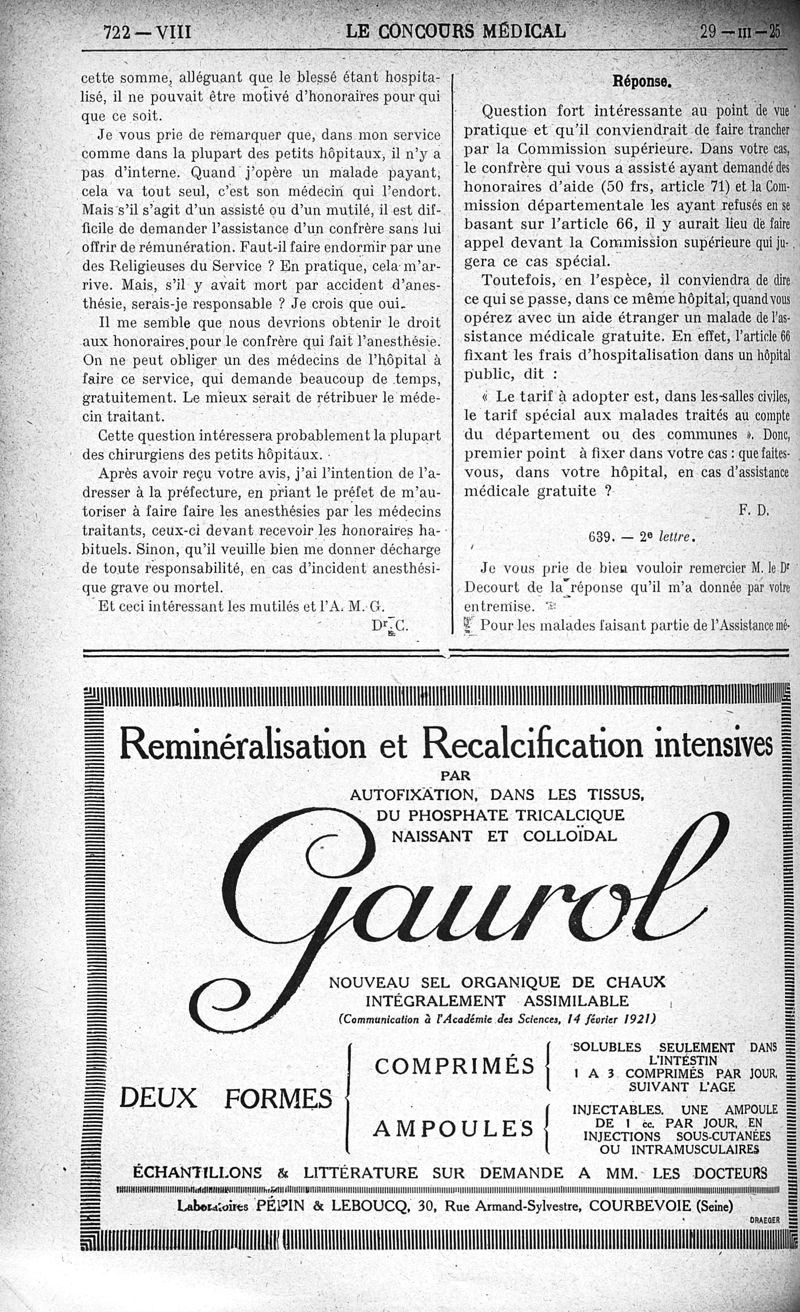 722 — VIII LE CONCOURS MÉDICAL 29 — III — 25
cette somme, alléguant que le blessé étant hospita-
lisé, il ne pouvait être motivé d'honoraires pour qui
que ce soit.
Je vous prie de remarquer que, dans mon service
comme dans la plupart des petits hôpitaux, il n'y a
pas d'interne. Quand j'opère un malade payant,
cela va tout seul, c'est son médecin qui l'endort.
Mais s'il s'agit d'un assisté ou d'un mutilé, il est dif-
ficile de demander l'assistance d'un confrère sans lui
offrir de rémunération. Faut-il faire endormir par une
des Religieuses du Service ? En pratique, cela m'ar-
rive. Mais, s'il y avait mort par accident d'anes-
thésie, serais-je responsable ? Je crois que oui.
Il me semble que nous devrions obtenir le droit
aux honoraires pour le confrère qui fait l'anesthésie.
On ne peut obliger un des médecins de l'hôpital à
faire ce service, qui demande beaucoup de temps,
gratuitement. Le mieux serait de rétribuer le méde-
cin traitant.
Cette question intéressera probablement la plupart
des chirurgiens des petits hôpitaux.
Après avoir reçu votre avis, j'ai l'intention de l'a-
dresser à la préfecture, en priant le préfet de m'au-
toriser à faire faire les anesthésies par les médecins
traitants, ceux-ci devant recevoir les honoraires ha-
bituels. Sinon, qu'il veuille bien me donner décharge
de toute responsabilité, en cas d'incident anesthési-
que grave ou mortel.
Et ceci intéressant les mutilés et l'A. M. G.
Dr. C.
Réponse.
Question fort intéressante au point de vue
pratique et qu'il conviendrait de faire trancher
par la Commission supérieure. Dans votre cas,
le confrère qui vous a assisté ayant demandé des
honoraires d'aide (50 frs, article 71) et la Com-
mission départementale les ayant refusés en se
basant sur l'article 66, il y aurait lieu de faire
appel devant la Commission supérieure qui ju-
gera ce cas spécial.
Toutefois, en l'espèce, il conviendra de dire
ce qui se passe, dans ce même hôpital, quand vous
opérez avec un aide étranger un malade de l'as-
sistance médicale gratuite. En effet, l'article 66
fixant les frais d'hospitalisation dans un hôpital
public, dit :
« Le tarif à adopter est, dans les salles civiles,
le tarif spécial aux malades traités au compte
du département ou des communes ». Donc,
premier point à fixer dans votre cas : que faites-
vous, dans votre hôpital, en cas d'assistance
médicale gratuite ?
F. D.
639. — 2e lettre.
Je vous prie de bien vouloir remercier M. le Dr
Decourt de la réponse qu'il m'a donnée par votre
entremise.
Pour les malades faisant partie de l'Assistance mé-
Reminéralisation et Recalcification intensives
PAR
AUTOFIXATION, DANS LES TISSUS,
DU PHOSPHATE TRICALCIQUE
NAISSANT ET COLLOÏDAL
Gaurol
NOUVEAU SEL ORGANIQUE DE CHAUX
INTÉGRALEMENT ASSIMILABLE
(Communication à l'Académie des Sciences, 14 février 1921)
DEUX FORMES
COMPRIMÉS
SOLUBLES SEULEMENT DANS
L'INTESTIN
1 A 3 COMPRIMÉS PAR JOUR,
SUIVANT L'AGE
AMPOULES
INJECTABLES. UNE AMPOULE
DE 1 cc. PAR JOUR, EN
INJECTIONS SOUS-CUTANÉES
OU INTRAMUSCULAIRES
ÉCHANTILLONS & LITTÉRATURE SUR DEMANDE A MM. LES DOCTEURS
Laboratoires PÉPIN & LEBOUCQ, 30, Rue Armand-Sylvestre, COURBEVOIE (Seine)
DRAEGER